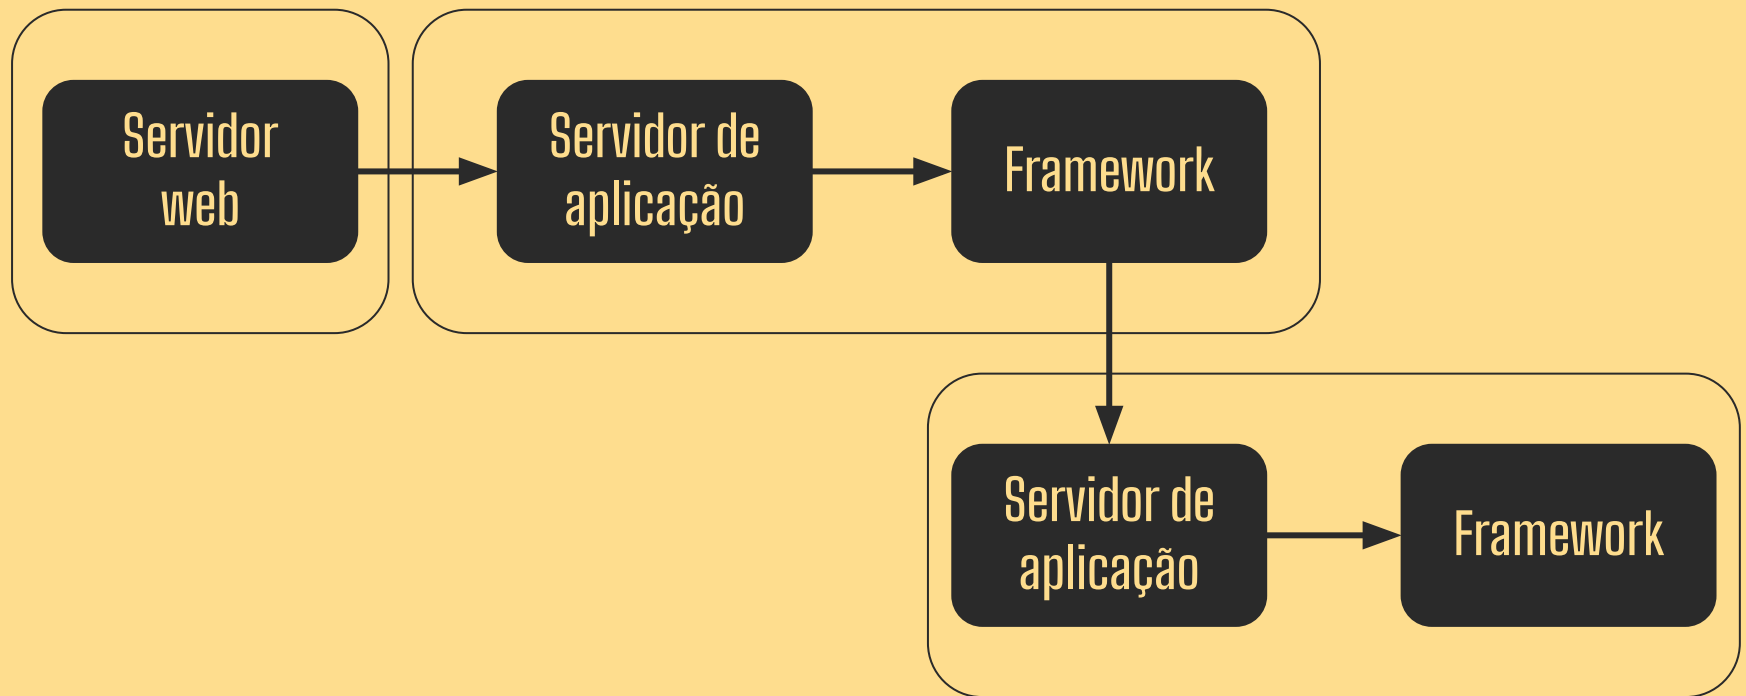 Servidor
web
Servidor de
aplicação
Framework
Servidor de
aplicação
Framework